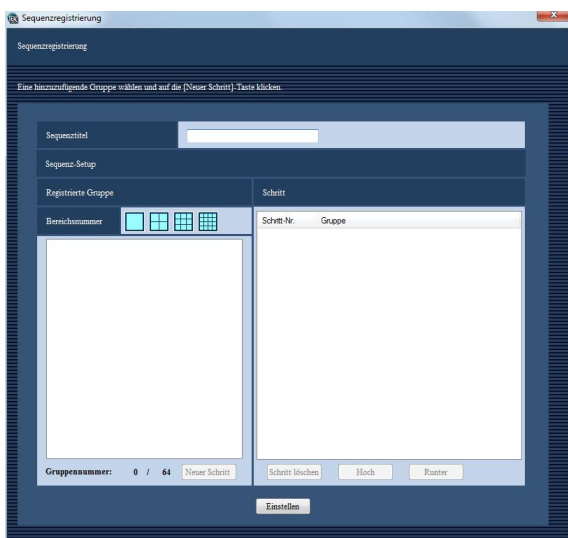 Sequenzregistrierung
Sequenzregistrierung
Eine hinzuzufügende Gruppe wählen und auf die [Neuer Schritt]-Taste klicken.
Sequenztitel
Sequenz-Setup
Registrierte Gruppe
Schritt
Bereichsnummer
Schritt-Nr. Gruppe
Gruppennummer: 0 / 64 Neuer Schritt
Schritt löschen Hoch Runter
Einstellen